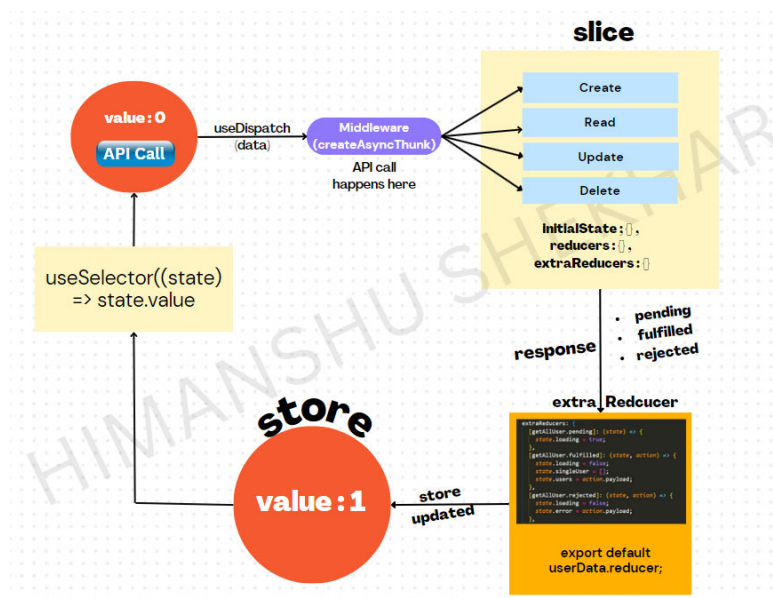 slice
value:0
API Call
useDispatch
(data)
Middleware
(createAsyncThunk)
API call
happens here
Create
Read
Update
Delete
initialState:{},
reducers:{},
extraReducers:{}
useSelector((state)
=> state.value
response
• pending
• fulfilled
• rejected
extra Redcucer
extraReducers: {
[getAllUser.pending]: (state) => {
state.loading = true;
},
[getAllUser.fulfilled]: (state, action) => {
state.loading = false;
state.singleUser = [];
state.users = action.payload;
},
[getAllUser.rejected]: (state, action) => {
state.loading = false;
state.error = action.payload;
},
export default
userData.reducer;
store
updated
store
value:1
HIMANSHU SHEKHAR